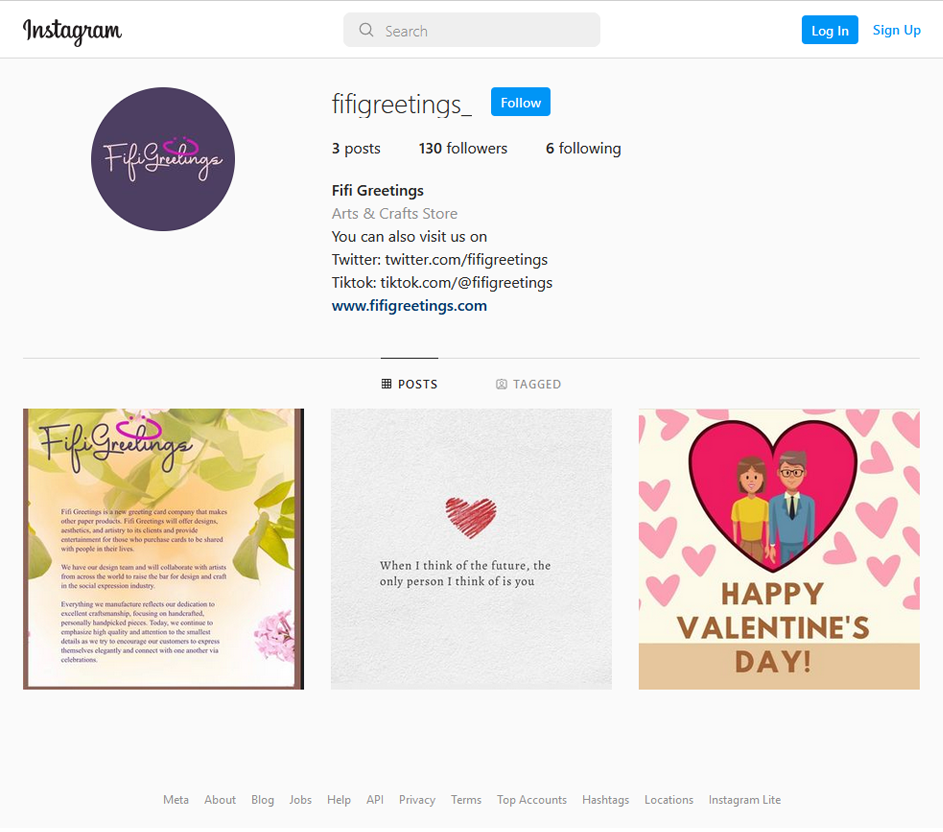 Instagram
Search
Log In
Sign Up
FifiGreetings
fifigreetings_
Follow
3 posts
130 followers
6 following
Fifi Greetings
Arts & Crafts Store
You can also visit us on
Twitter: twitter.com/fifigreetings
Tiktok: tiktok.com/@fifigreetings
www.fifigreetings.com
POSTS
TAGGED
FifiGreetings
Fifi Greetings is a new greeting card company that makes
other paper products. Fifi Greetings will offer designs,
aesthetics, and artistry to its clients and provide
entertainment for those who purchase cards to be shared
with people in their lives.
We have our design team and will collaborate with artists
from across the world to raise the bar for design and craft
in the social expression industry.
Everything we manufacture reflects our dedication to
excellent craftsmanship, focusing on handcrafted,
personally handpicked pieces. Today, we continue to
emphasize high quality and attention to the smallest
details as we try to encourage our customers to express
themselves elegantly and connect with one another via
celebrations.
When I think of the future, the
only person I think of is you
HAPPY
VALENTINE'S
DAY!
Meta
About
Blog
Jobs
Help
API
Privacy
Terms
Top Accounts
Hashtags
Locations
Instagram Lite